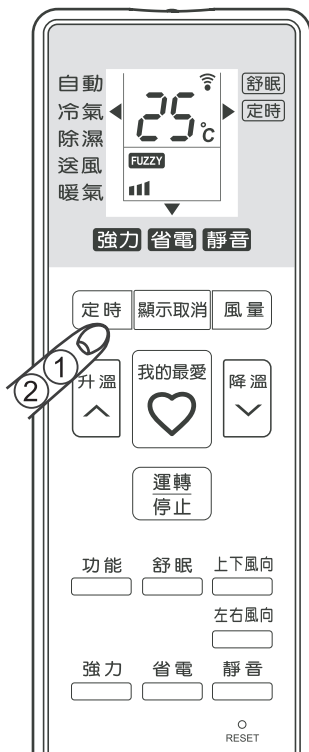 自動
舒眠
冷氣
25°C
定時
除濕
送風
FUZZY
暖氣
強力 省電 靜音
定時 顯示取消 風量
1
2
升溫 我的最愛 降溫
運轉
停止
功能 舒眠 上下風向
左右風向
強力 省電 靜音
RESET